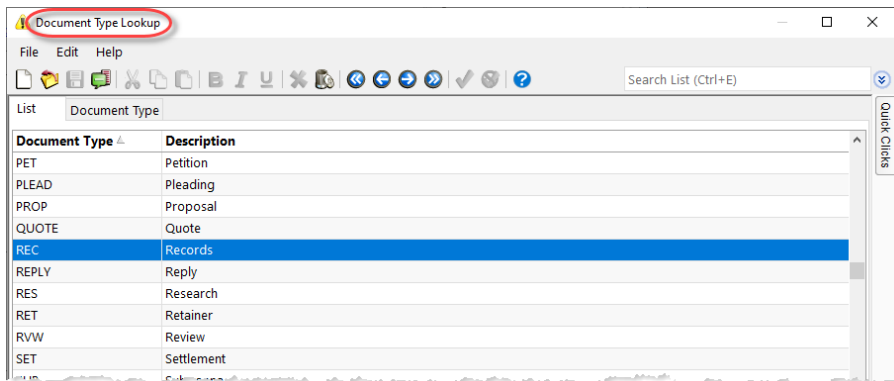 Document Type Lookup
File Edit Help
B I U Search List (Ctrl+E)
List Document Type
Quick Clicks
Document Type Description
PET Petition
PLEAD Pleading
PROP Proposal
QUOTE Quote
REC Records
REPLY Reply
RES Research
RET Retainer
RVW Review
SET Settlement